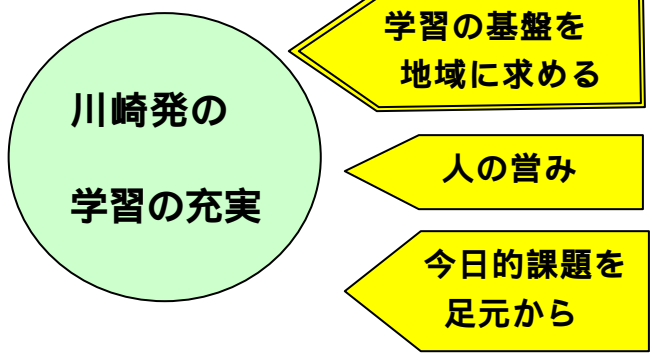 川崎発の
学習の充実
学習の基盤を
地域に求める
人の営み
今日的課題を
足元から